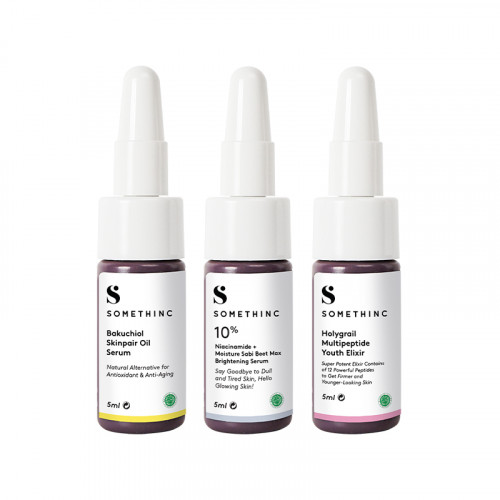 S
SOMETHINC
Bakuchiol
Skinpair Oil
Serum
Natural Alternative for
Antioxidant & Anti-Aging
5ml
S
SOMETHINC
10%
Niacinamide +
Moisture Sabi Beet Max
Brightening Serum
Say Goodbye to Dull
and Tired Skin, Hello
Glowing Skin!
5ml
S
SOMETHINC
Holygrail
Multipeptide
Youth Elixir
Super Potent Elixir Contains
of 12 Powerful Peptides
to Get Firmer and
Younger-Looking Skin
5ml